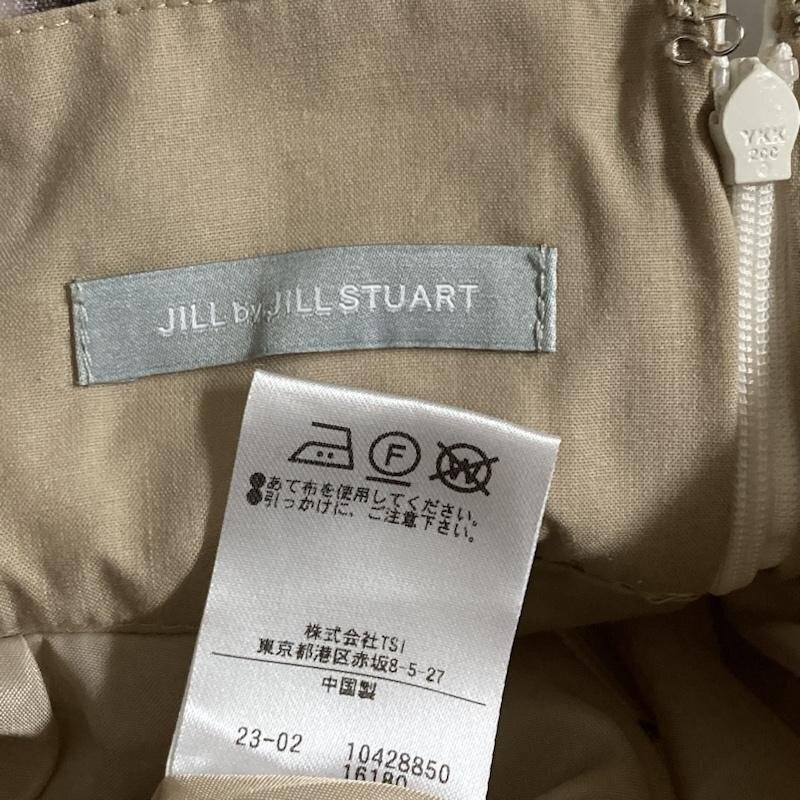 YKK
2CC
JILL by JILL STUART
F
W
●あて布を使用してください。
●引っかけに、ご注意下さい。
株式会社TSI
東京都港区赤坂8-5-27
中国製
23-02 10428850
16180